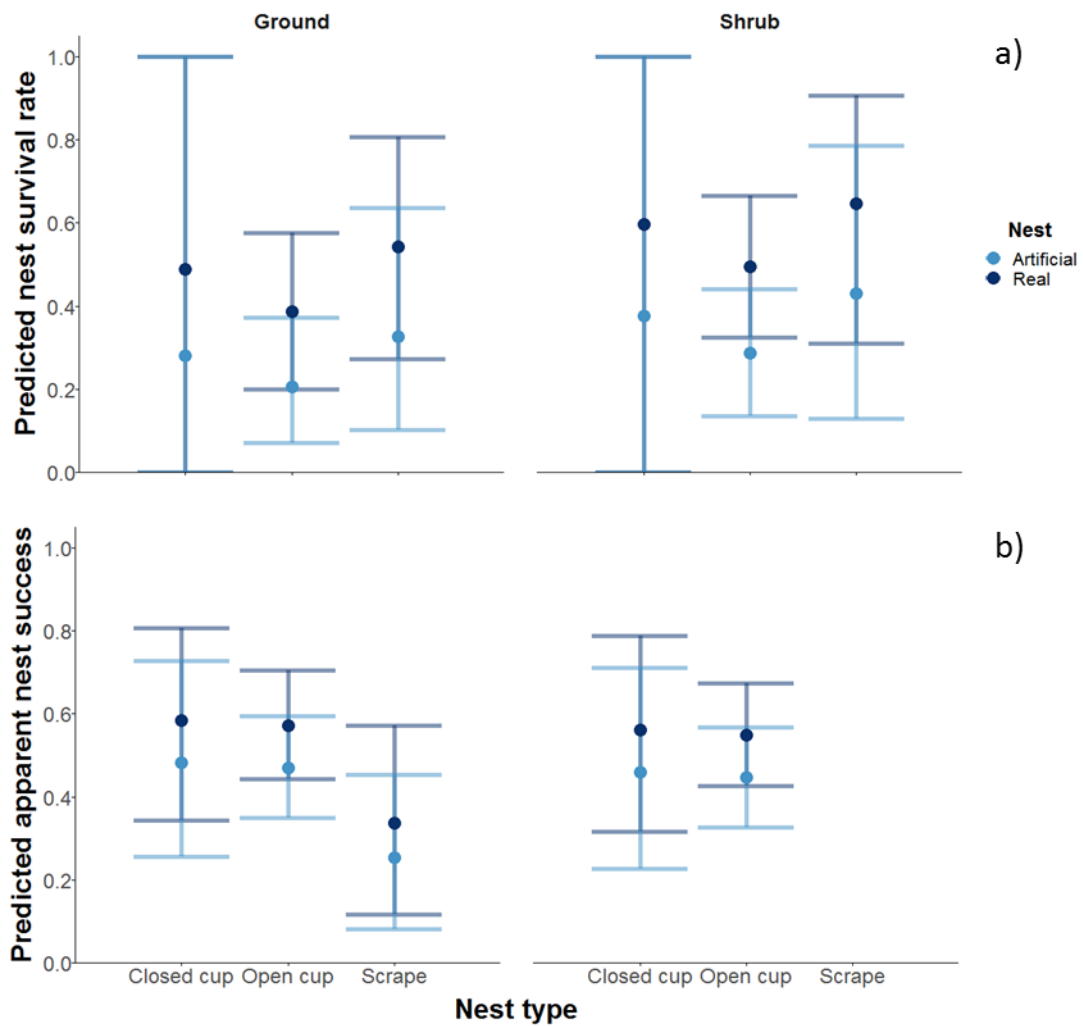 Ground
Shrub
a)
Predicted nest survival rate
1.0
0.8
0.6
0.4
0.2
0.0
Nest
Artificial
Real
b)
Predicted apparent nest success
1.0
0.8
0.6
0.4
0.2
0.0
Closed cup Open cup Scrape
Closed cup Open cup Scrape
Nest type